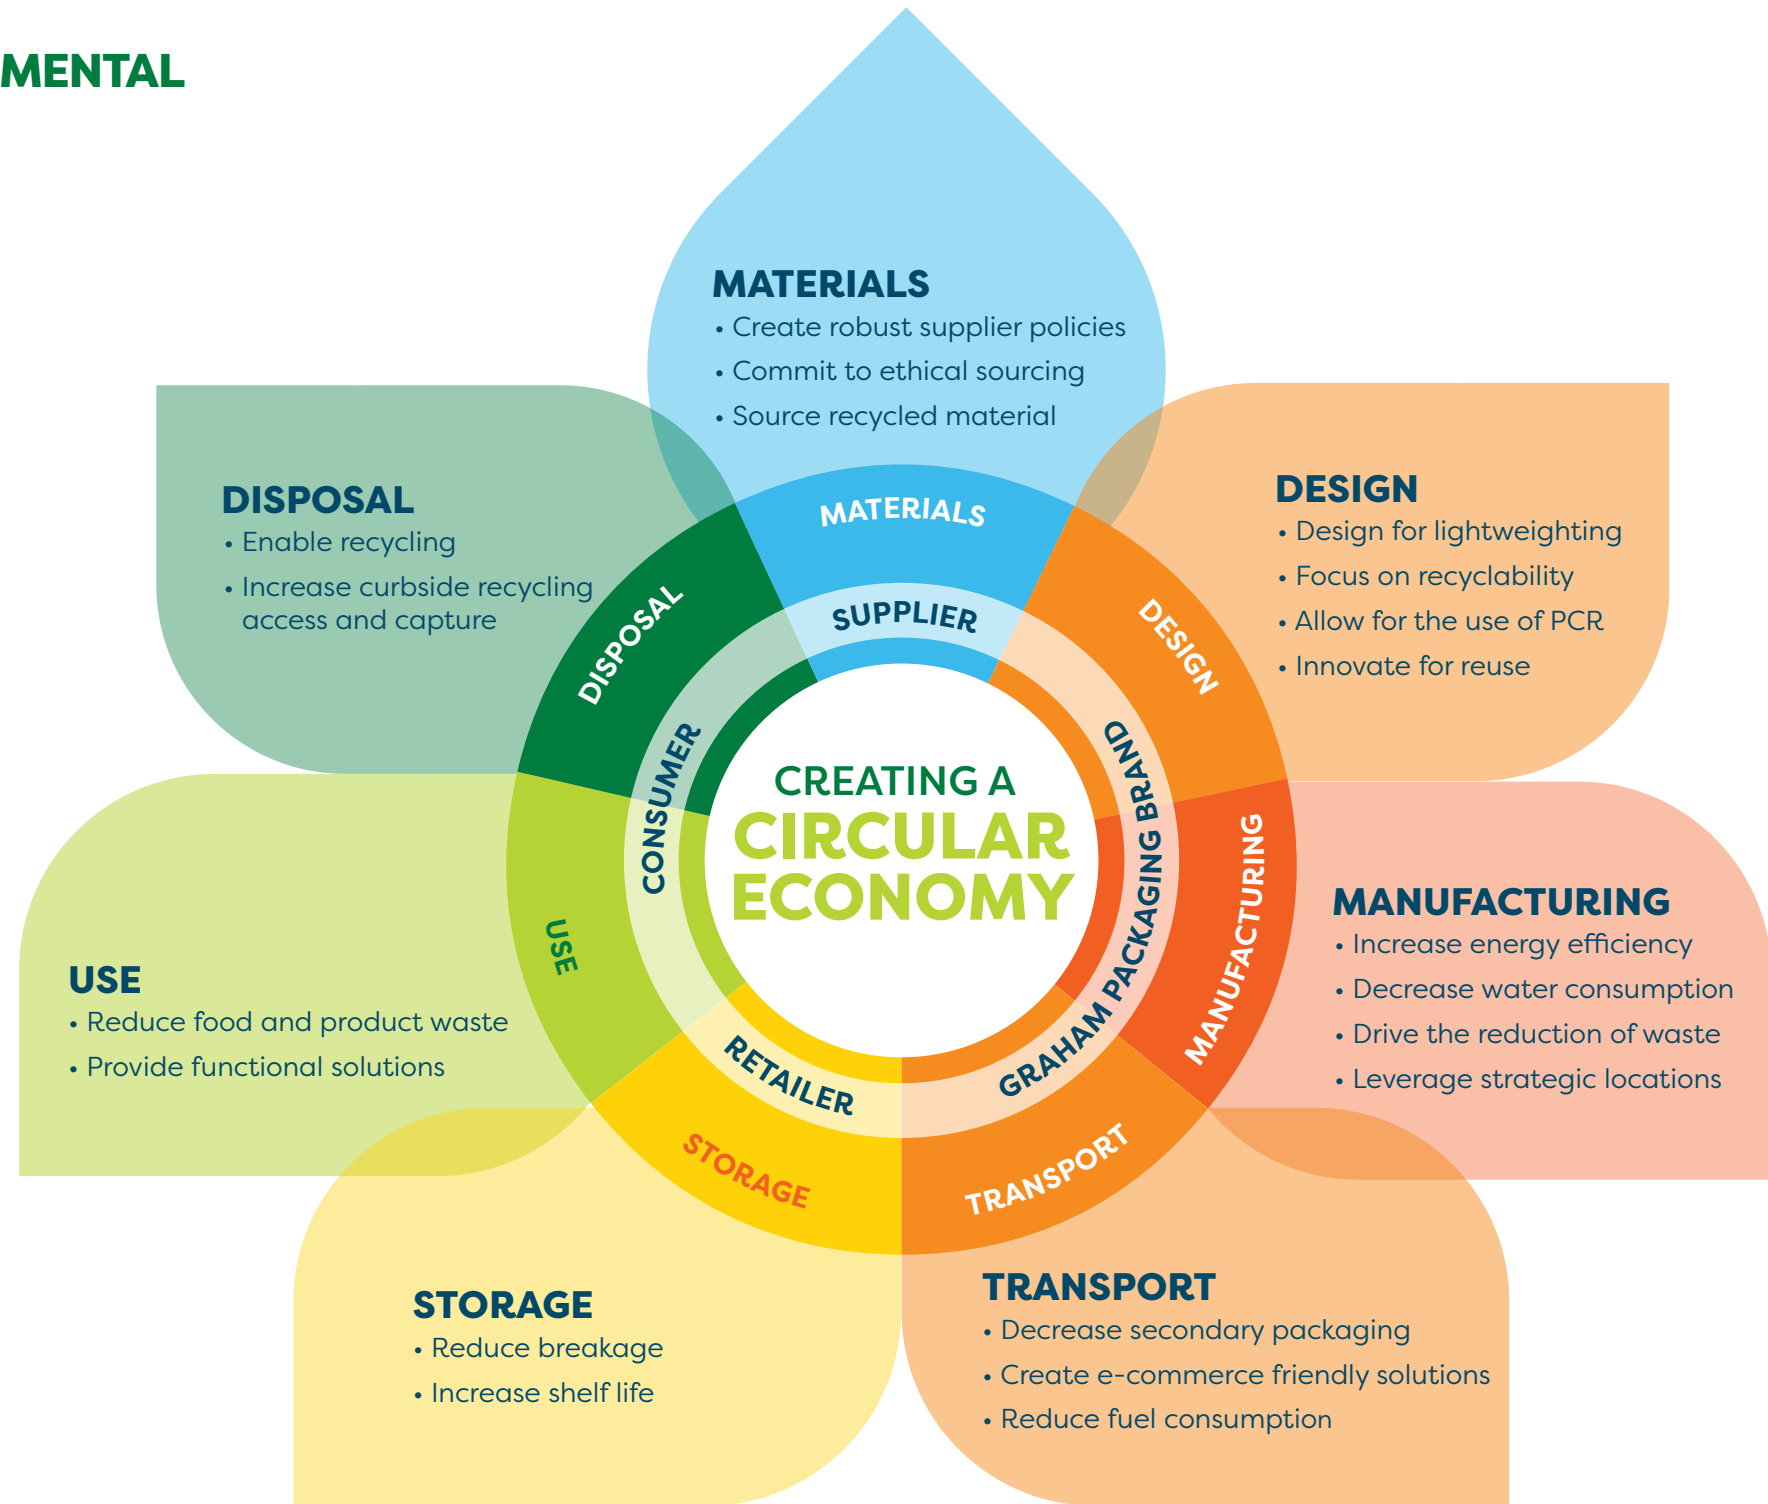 MENTAL
MATERIALS
• Create robust supplier policies
• Commit to ethical sourcing
• Source recycled material
DESIGN
• Design for lightweighting
• Focus on recyclability
• Allow for the use of PCR
• Innovate for reuse
MANUFACTURING
• Increase energy efficiency
• Decrease water consumption
• Drive the reduction of waste
• Leverage strategic locations
TRANSPORT
• Decrease secondary packaging
• Create e-commerce friendly solutions
• Reduce fuel consumption
STORAGE
• Reduce breakage
• Increase shelf life
USE
• Reduce food and product waste
• Provide functional solutions
DISPOSAL
• Enable recycling
• Increase curbside recycling
access and capture
MATERIALS
DESIGN
MANUFACTURING
TRANSPORT
STORAGE
USE
DISPOSAL
SUPPLIER
GRAHAM PACKAGING BRAND
RETAILER
CONSUMER
CREATING A
CIRCULAR
ECONOMY